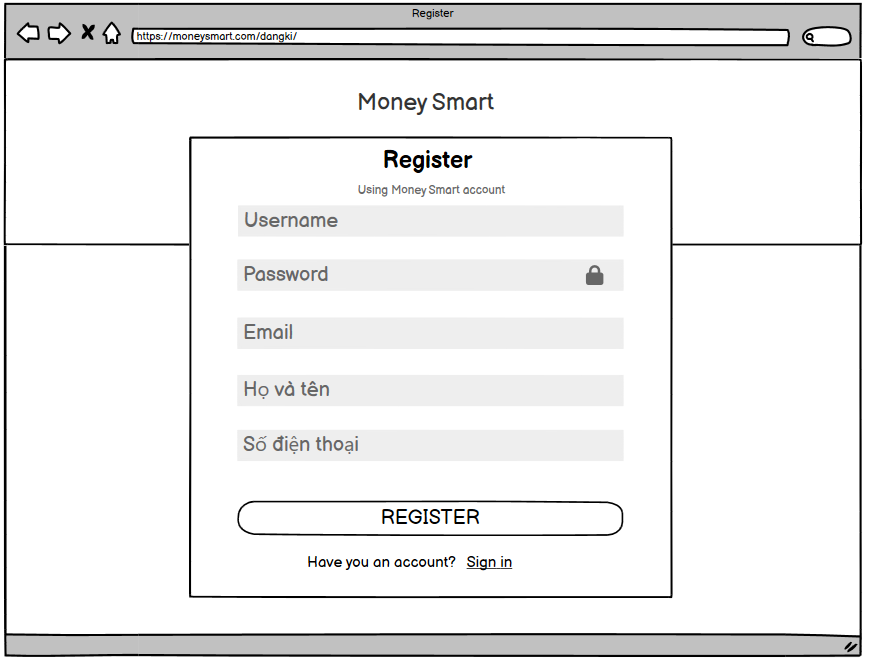 Register
https://moneysmart.com/dangki/
Money Smart
Register
Using Money Smart account
Username
Password
Email
Họ và tên
Số điện thoại
REGISTER
Have you an account? Sign in